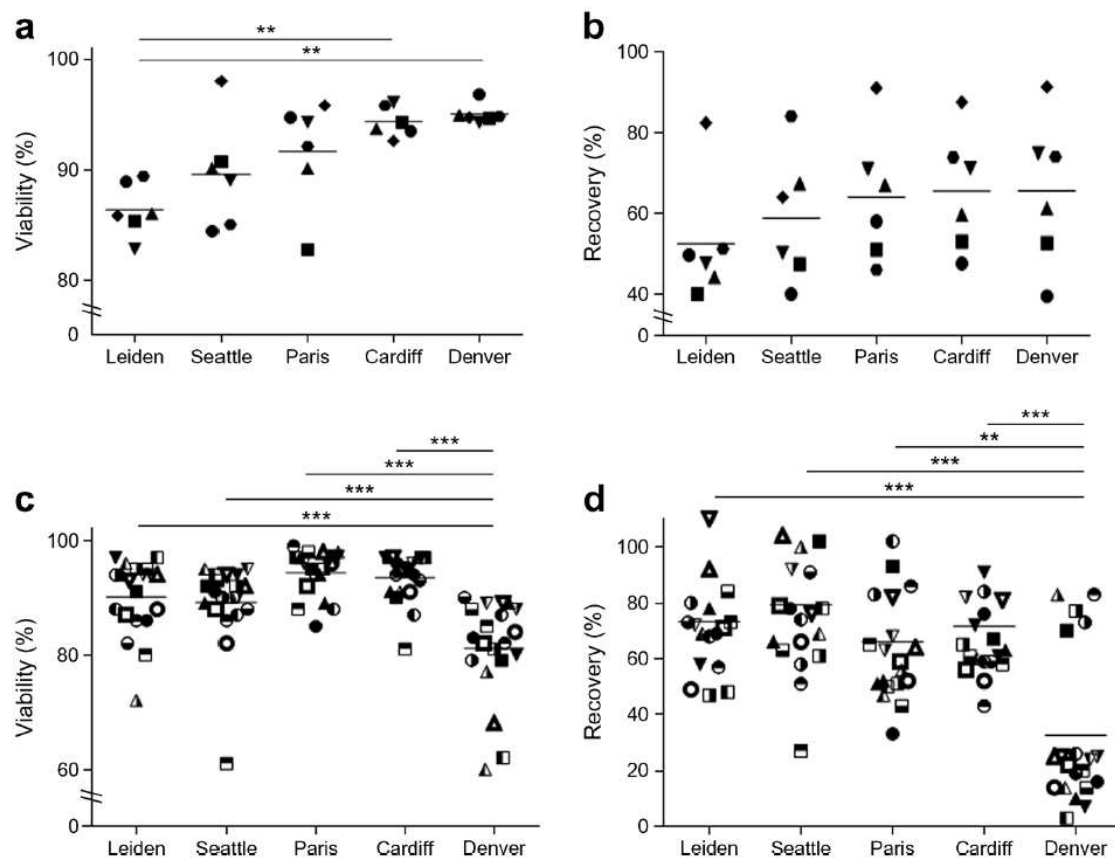 a
**
**
100
90
80
0
Viability (%)
Leiden Seattle Paris Cardiff Denver
b
100
80
60
40
0
Recovery (%)
Leiden Seattle Paris Cardiff Denver
c
***
***
***
***
100
80
60
0
Viability (%)
Leiden Seattle Paris Cardiff Denver
d
***
**
***
***
100
80
60
40
20
0
Recovery (%)
Leiden Seattle Paris Cardiff Denver